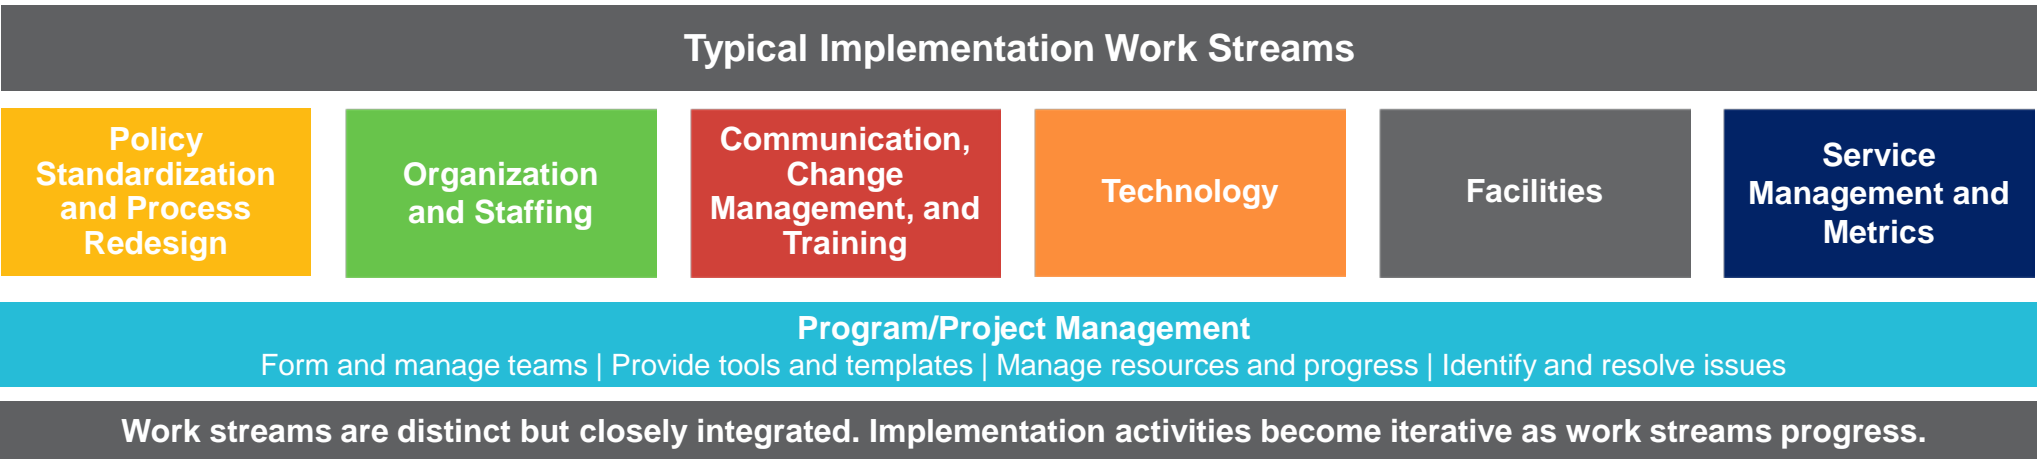 Typical Implementation Work Streams
Policy
Standardization
and Process
Redesign
Organization
and Staffing
Communication,
Change
Management, and
Training
Technology
Facilities
Service
Management and
Metrics
Program/Project Management
Form and manage teams | Provide tools and templates | Manage resources and progress | Identify and resolve issues
Work streams are distinct but closely integrated. Implementation activities become iterative as work streams progress.